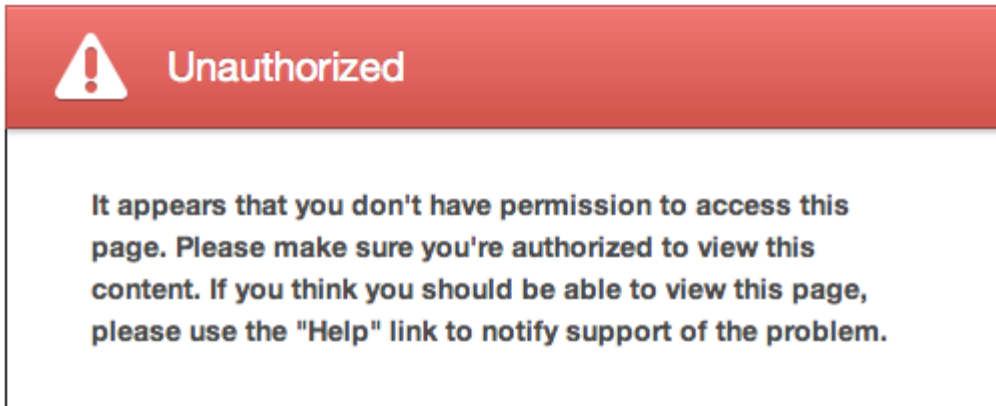 Unauthorized
It appears that you don't have permission to access this
page. Please make sure you're authorized to view this
content. If you think you should be able to view this page,
please use the "Help" link to notify support of the problem.